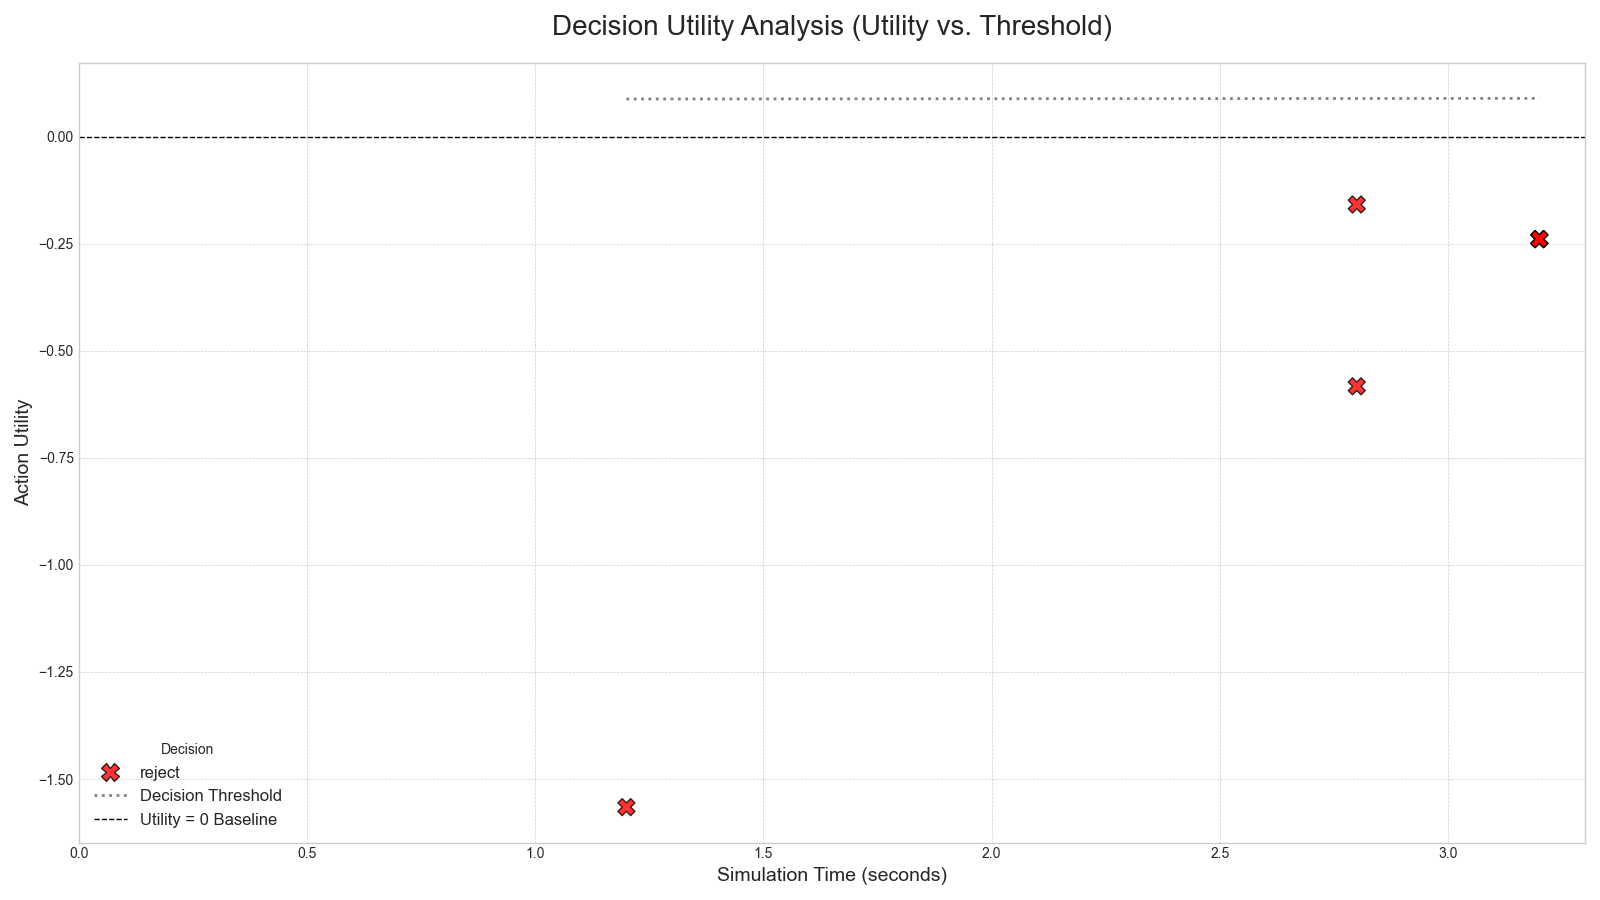 Decision Utility Analysis (Utility vs. Threshold)
0.00
−0.25
−0.50
−0.75
−1.00
−1.25
−1.50
Action Utility
Decision
reject
Decision Threshold
Utility = 0 Baseline
0.0 0.5 1.0 1.5 2.0 2.5 3.0
Simulation Time (seconds)